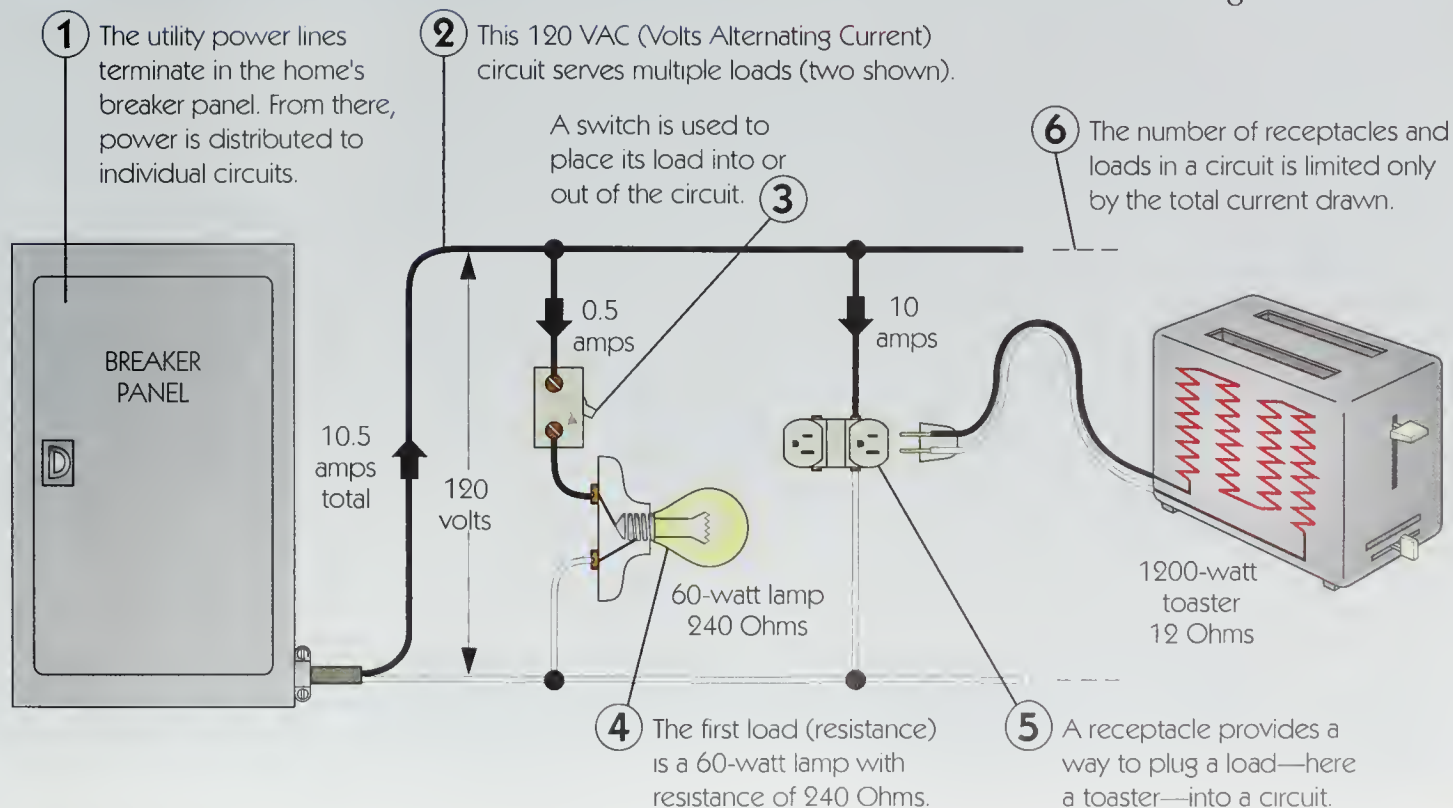 1 The utility power lines
terminate in the home's
breaker panel. From there,
power is distributed to
individual circuits.
2 This 120 VAC (Volts Alternating Current)
circuit serves multiple loads (two shown).
A switch is used to
place its load into or
out of the circuit. 3
6 The number of receptacles and
loads in a circuit is limited only
by the total current drawn.
BREAKER
PANEL
10.5
amps
total
120
volts
0.5
amps
10
amps
60-watt lamp
240 Ohms
1200-watt
toaster
12 Ohms
4 The first load (resistance)
is a 60-watt lamp with
resistance of 240 Ohms.
5 A receptacle provides a
way to plug a load—here
a toaster—into a circuit.